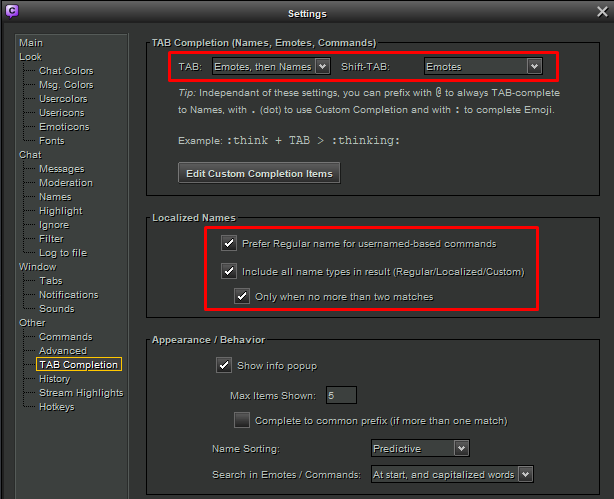 Settings
Main
Look
Chat Colors
Msg. Colors
Usercolors
Usericons
Emoticons
Fonts
Chat
Messages
Moderation
Names
Highlight
Ignore
Filter
Log to file
Window
Tabs
Notifications
Sounds
Other
Commands
Advanced
TAB Completion
History
Stream Highlights
Hotkeys
TAB Completion (Names, Emotes, Commands)
TAB: Emotes, then Names Shift-TAB: Emotes
Tip: Independant of these settings, you can prefix with @ to always TAB-complete
to Names, with . (dot) to use Custom Completion and with : to complete Emoji.
Example: :think + TAB > :thinking:
Edit Custom Completion Items
Localized Names
Prefer Regular name for usernamed-based commands
Include all name types in result (Regular/Localized/Custom)
Only when no more than two matches
Appearance / Behavior
Show info popup
Max Items Shown: 5
Complete to common prefix (if more than one match)
Name Sorting: Predictive
Search in Emotes / Commands: At start, and capitalized words